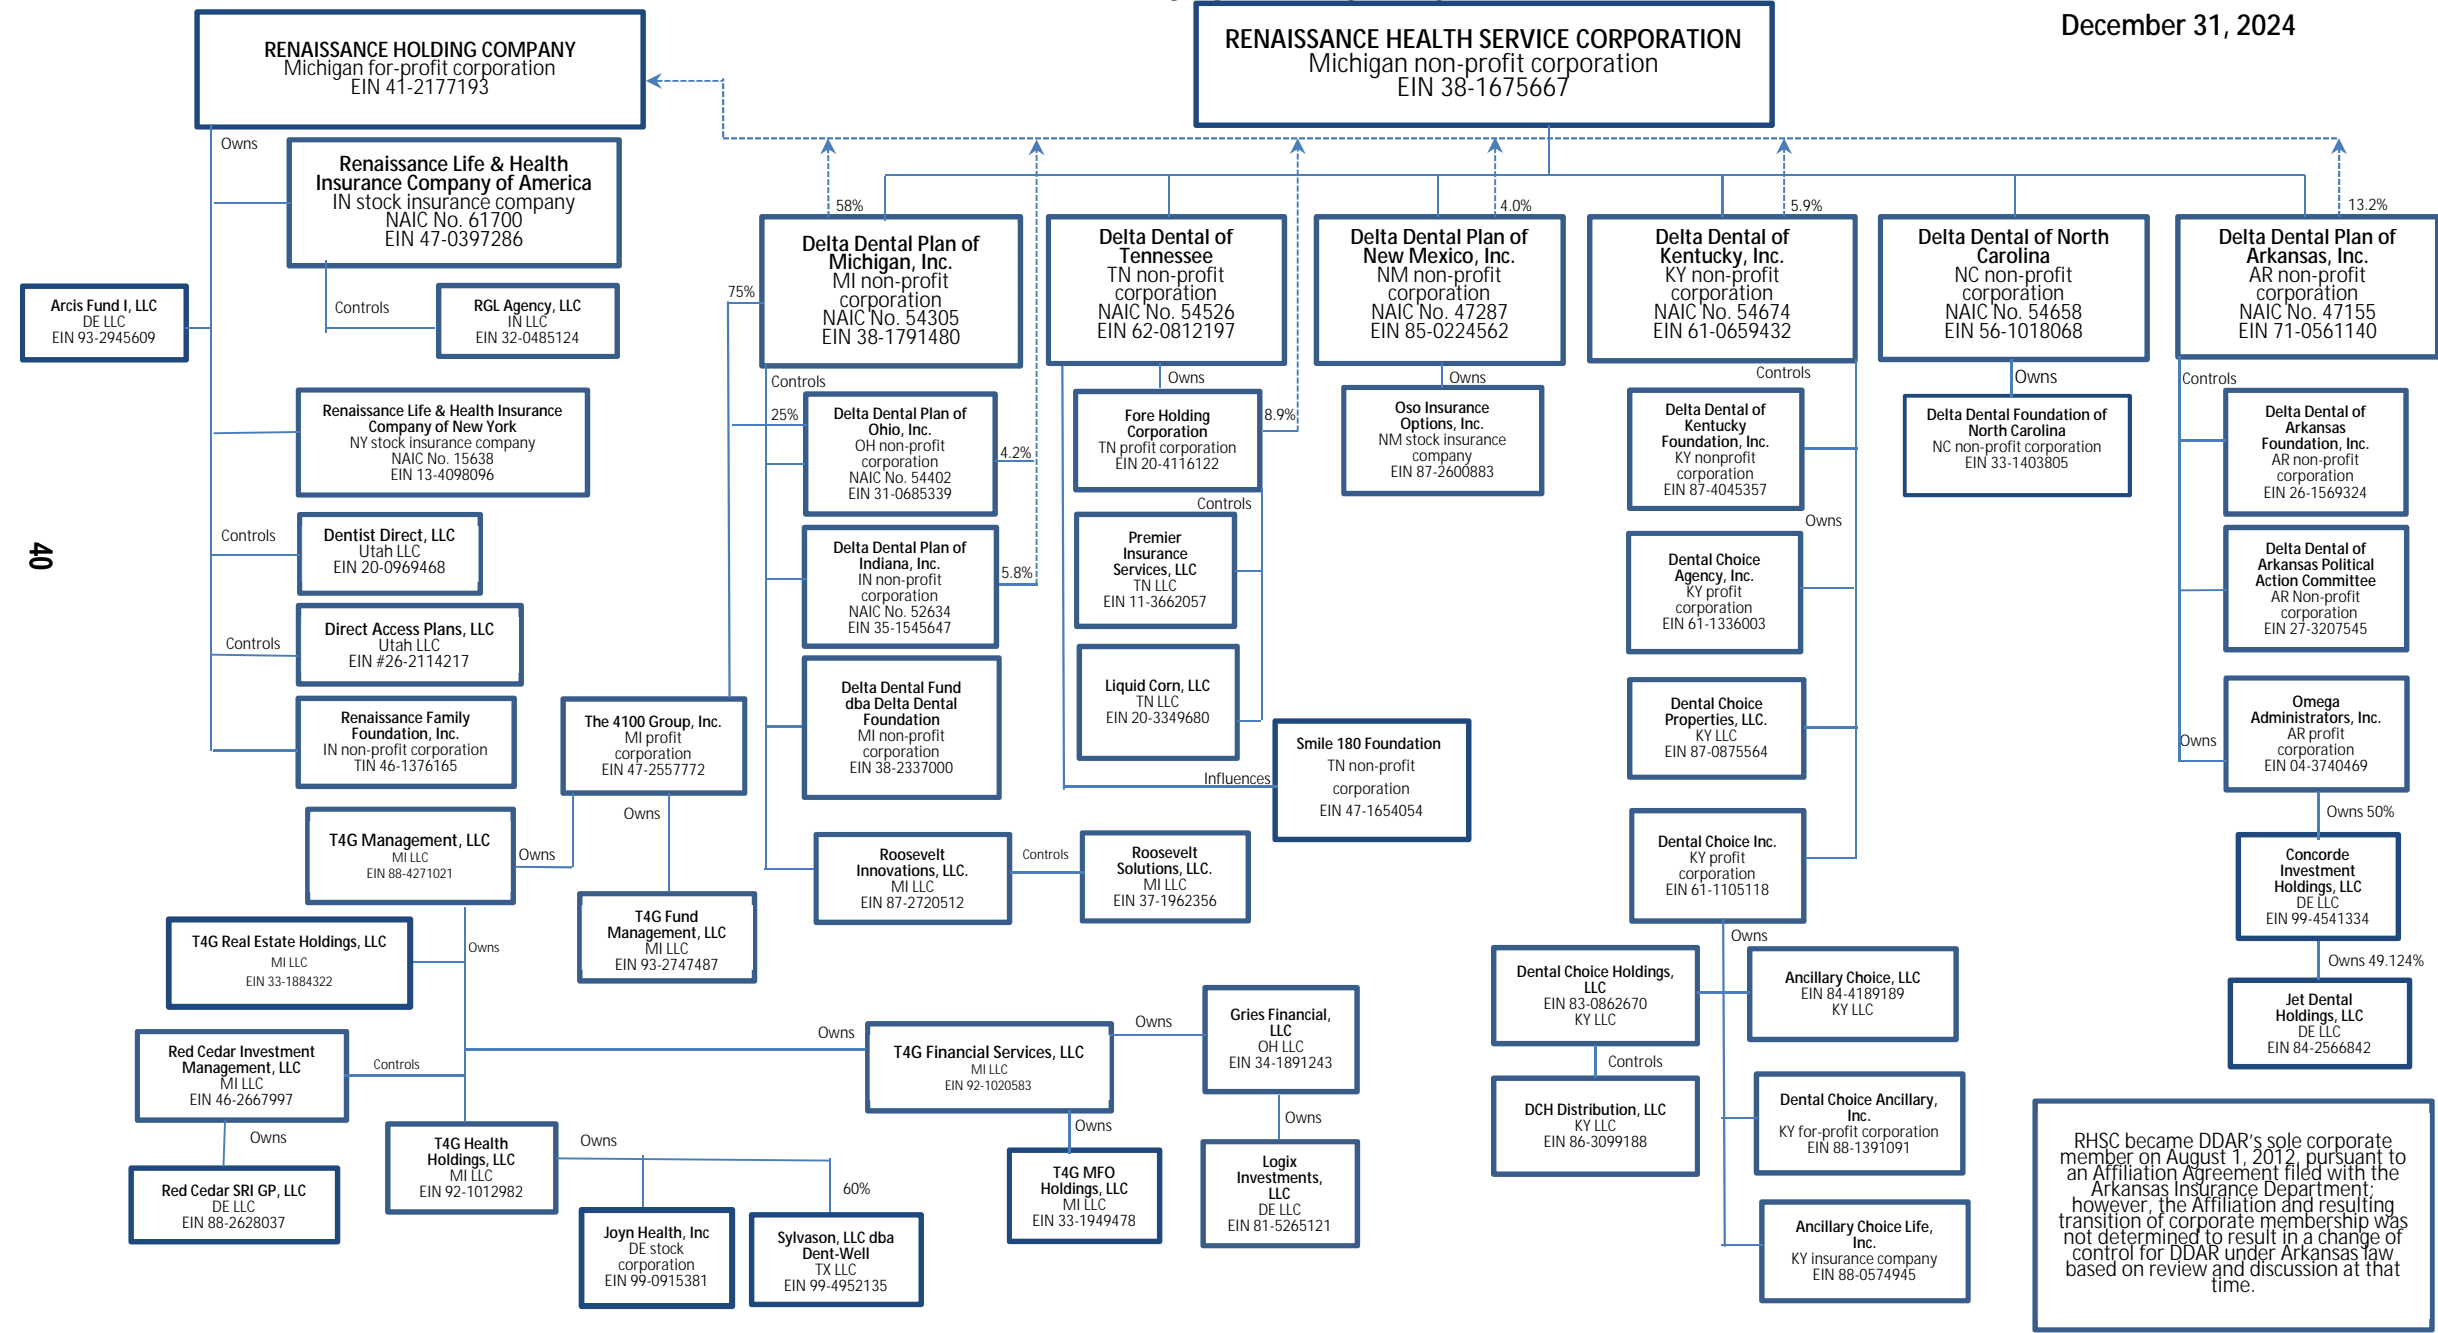 December 31, 2024
RENAISSANCE HOLDING COMPANY
Michigan for-profit corporation
EIN 41-2177193
RENAISSANCE HEALTH SERVICE CORPORATION
Michigan non-profit corporation
EIN 38-1675667
Owns
Renaissance Life & Health
Insurance Company of America
IN stock insurance company
NAIC No. 61700
EIN 47-0397286
Controls
RGL Agency, LLC
IN LLC
EIN 32-0485124
Arcis Fund I, LLC
DE LLC
EIN 93-2945609
Renaissance Life & Health Insurance
Company of New York
NY stock insurance company
NAIC No. 15638
EIN 13-4098096
Controls
Dentist Direct, LLC
Utah LLC
EIN 20-0969468
Controls
Direct Access Plans, LLC
Utah LLC
EIN #26-2114217
Renaissance Family
Foundation, Inc.
IN non-profit corporation
TIN 46-1376165
40
58%
Delta Dental Plan of
Michigan, Inc.
MI non-profit
corporation
NAIC No. 54305
EIN 38-1791480
75%
Controls
25%
Delta Dental Plan of
Ohio, Inc.
OH non-profit
corporation
NAIC No. 54402
EIN 31-0685339
4.2%
Delta Dental Plan of
Indiana, Inc.
IN non-profit
corporation
NAIC No. 52634
EIN 35-1545647
5.8%
Delta Dental Fund
dba Delta Dental
Foundation
MI non-profit
corporation
EIN 38-2337000
Roosevelt
Innovations, LLC.
MI LLC
EIN 87-2720512
Controls
Roosevelt
Solutions, LLC.
MI LLC
EIN 37-1962356
The 4100 Group, Inc.
MI profit
corporation
EIN 47-2557772
Owns
Owns
T4G Management, LLC
MI LLC
EIN 88-4271021
T4G Fund
Management, LLC
MI LLC
EIN 93-2747487
Owns
T4G Real Estate Holdings, LLC
MI LLC
EIN 33-1884322
Controls
Red Cedar Investment
Management, LLC
MI LLC
EIN 46-2667997
Owns
Red Cedar SRI GP, LLC
DE LLC
EIN 88-2628037
T4G Health
Holdings, LLC
MI LLC
EIN 92-1012982
Owns
60%
Joyn Health, Inc
DE stock
corporation
EIN 99-0915381
Sylvason, LLC dba
Dent-Well
TX LLC
EIN 99-4952135
Owns
T4G Financial Services, LLC
MI LLC
EIN 92-1020583
Owns
Owns
T4G MFO
Holdings, LLC
MI LLC
EIN 33-1949478
Gries Financial,
LLC
OH LLC
EIN 34-1891243
Owns
Logix
Investments,
LLC
DE LLC
EIN 81-5265121
Delta Dental of
Tennessee
TN non-profit
corporation
NAIC No. 54526
EIN 62-0812197
Owns
Fore Holding
Corporation
TN profit corporation
EIN 20-4116122
8.9%
Controls
Premier
Insurance
Services, LLC
TN LLC
EIN 11-3662057
Liquid Corn, LLC
TN LLC
EIN 20-3349680
Influences
Smile 180 Foundation
TN non-profit
corporation
EIN 47-1654054
4.0%
Delta Dental Plan of
New Mexico, Inc.
NM non-profit
corporation
NAIC No. 47287
EIN 85-0224562
Owns
Oso Insurance
Options, Inc.
NM stock insurance
company
EIN 87-2600883
5.9%
Delta Dental of
Kentucky, Inc.
KY non-profit
corporation
NAIC No. 54674
EIN 61-0659432
Controls
Delta Dental of
Kentucky
Foundation, Inc.
KY nonprofit
corporation
EIN 87-4045357
Owns
Dental Choice
Agency, Inc.
KY profit
corporation
EIN 61-1336003
Dental Choice
Properties, LLC.
KY LLC
EIN 87-0875564
Dental Choice Inc.
KY profit
corporation
EIN 61-1105118
Owns
Dental Choice Holdings,
LLC
EIN 83-0862670
KY LLC
Controls
DCH Distribution, LLC
KY LLC
EIN 86-3099188
Ancillary Choice, LLC
EIN 84-4189189
KY LLC
Dental Choice Ancillary,
Inc.
KY for-profit corporation
EIN 88-1391091
Ancillary Choice Life,
Inc.
KY insurance company
EIN 88-0574945
Delta Dental of North
Carolina
NC non-profit
corporation
NAIC No. 54658
EIN 56-1018068
Owns
Delta Dental Foundation of
North Carolina
NC non-profit corporation
EIN 33-1403805
13.2%
Delta Dental Plan of
Arkansas, Inc.
AR non-profit
corporation
NAIC No. 47155
EIN 71-0561140
Controls
Delta Dental of
Arkansas
Foundation, Inc.
AR non-profit
corporation
EIN 26-1569324
Delta Dental of
Arkansas Political
Action Committee
AR Non-profit
corporation
EIN 27-3207545
Owns
Omega
Administrators, Inc.
AR profit
corporation
EIN 04-3740469
Owns 50%
Concorde
Investment
Holdings, LLC
DE LLC
EIN 99-4541334
Owns 49.124%
Jet Dental
Holdings, LLC
DE LLC
EIN 84-2566842
RHSC became DDAR's sole corporate
member on August 1, 2012, pursuant to
an Affiliation Agreement filed with the
Arkansas Insurance Department;
however, the Affiliation and resulting
transition of corporate membership was
not determined to result in a change of
control for DDAR under Arkansas law
based on review and discussion at that
time.